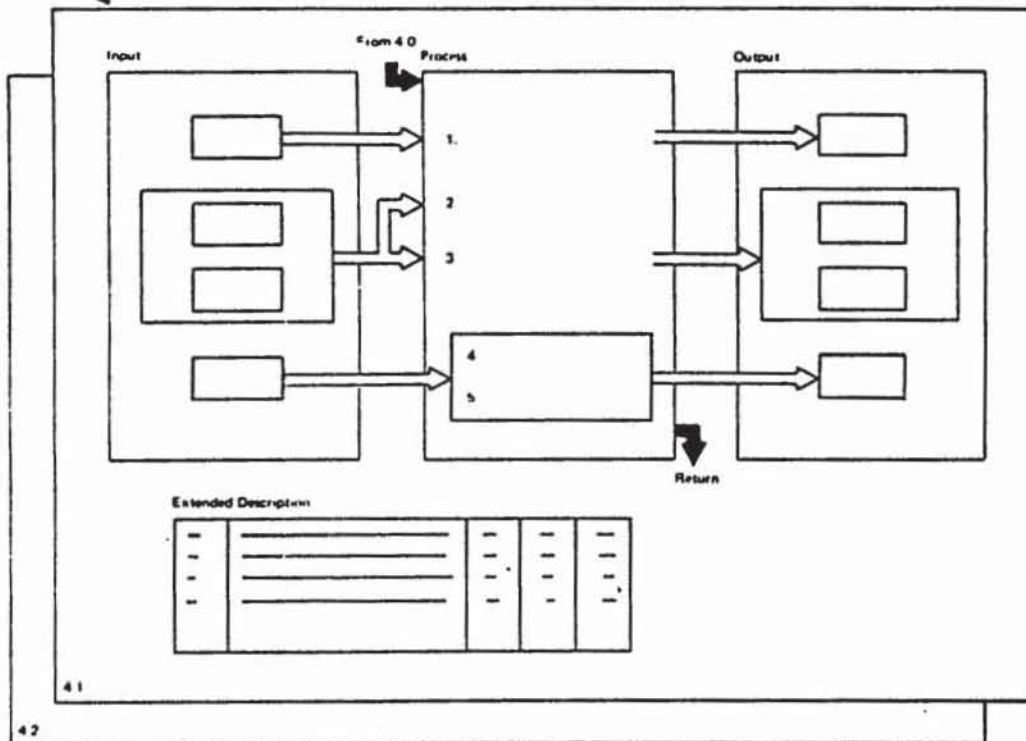 From 4 0
Input
Process
Output
1.
2
3
4
5
Return
Extended Description
4 1
4 2